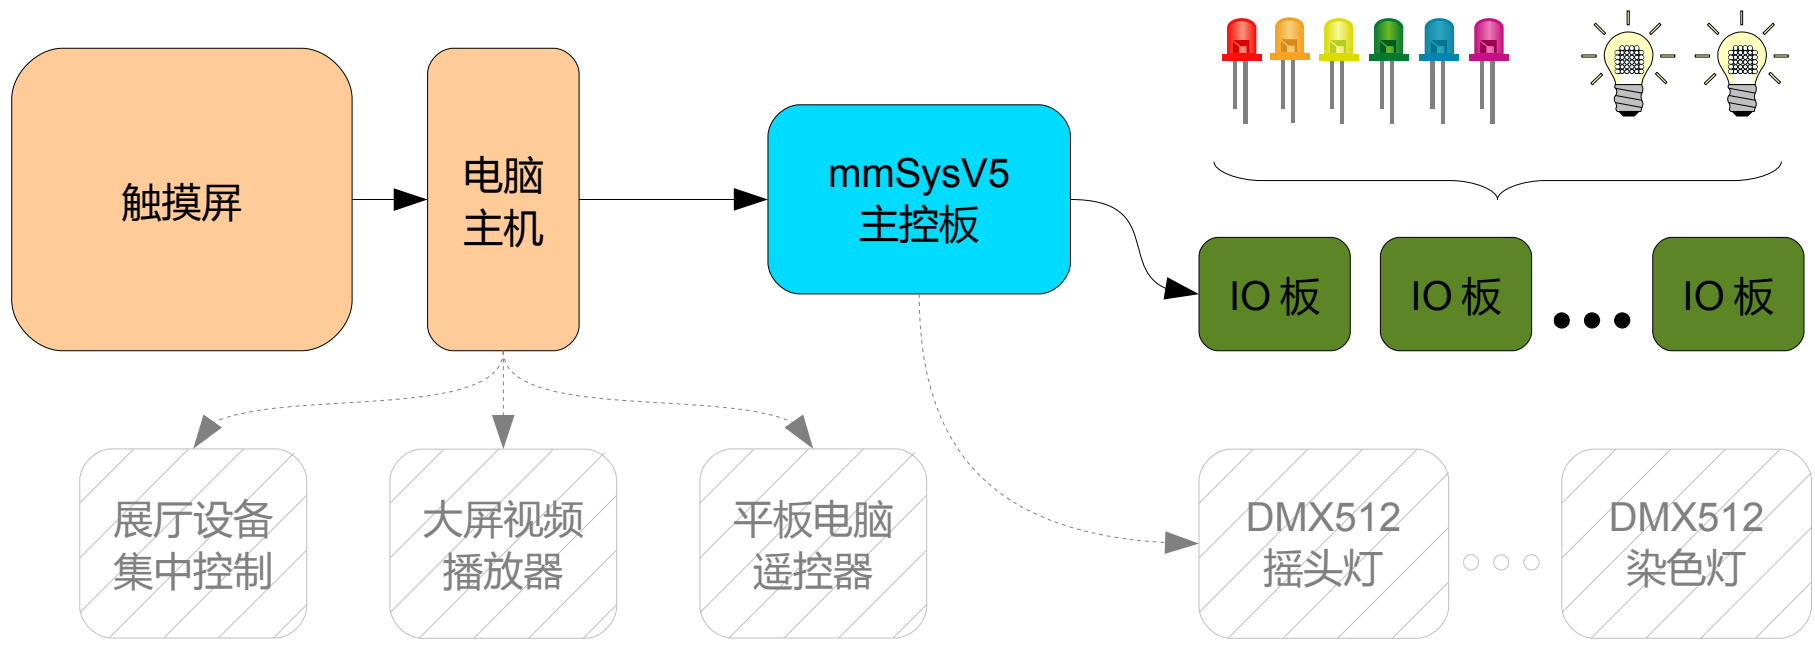 触摸屏
电脑
主机
mmSysV5
主控板
IO 板
IO 板
IO 板
展厅设备
集中控制
大屏视频
播放器
平板电脑
遥控器
DMX512
摇头灯
DMX512
染色灯